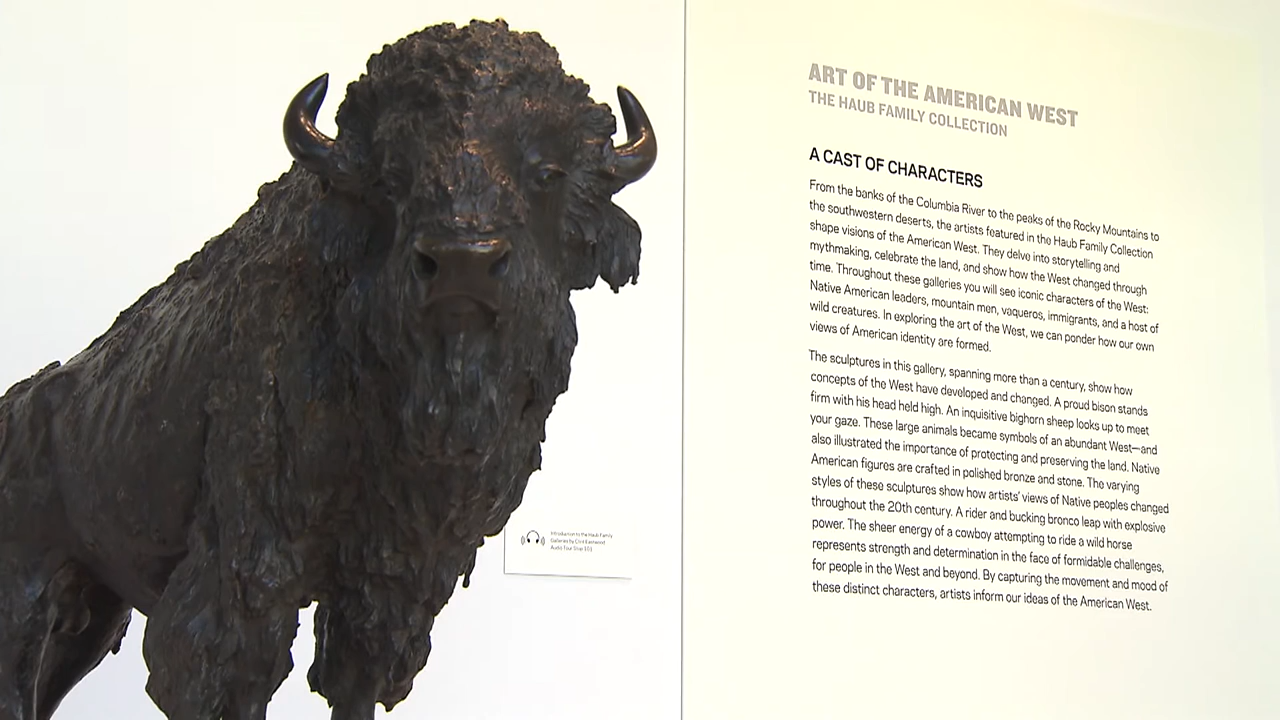 ART OF THE AMERICAN WEST
THE HAUB FAMILY COLLECTION
A CAST OF CHARACTERS
From the banks of the Columbia River to the peaks of the Rocky Mountains to
the southwestern deserts, the artists featured in the Haub Family Collection
shape visions of the American West. They delve into storytelling and
mythmaking, celebrate the land, and show how the West changed through
time. Throughout these galleries you will see iconic characters of the West:
Native American leaders, mountain men, vaqueros, immigrants, and a host of
wild creatures. In exploring the art of the West, we can ponder how our own
views of American identity are formed.
The sculptures in this gallery, spanning more than a century, show how
concepts of the West have developed and changed. A proud bison stands
firm with his head held high. An inquisitive bighorn sheep looks up to meet
your gaze. These large animals became symbols of an abundant West—and
also illustrated the importance of protecting and preserving the land. Native
American figures are crafted in polished bronze and stone. The varying
styles of these sculptures show how artists' views of Native peoples changed
throughout the 20th century. A rider and bucking bronco leap with explosive
power. The sheer energy of a cowboy attempting to ride a wild horse
represents strength and determination in the face of formidable challenges,
for people in the West and beyond. By capturing the movement and mood of
these distinct characters, artists inform our ideas of the American West.
Introduction to the Haub Family
Galleries by Clint Eastwood
Audio Tour Stop